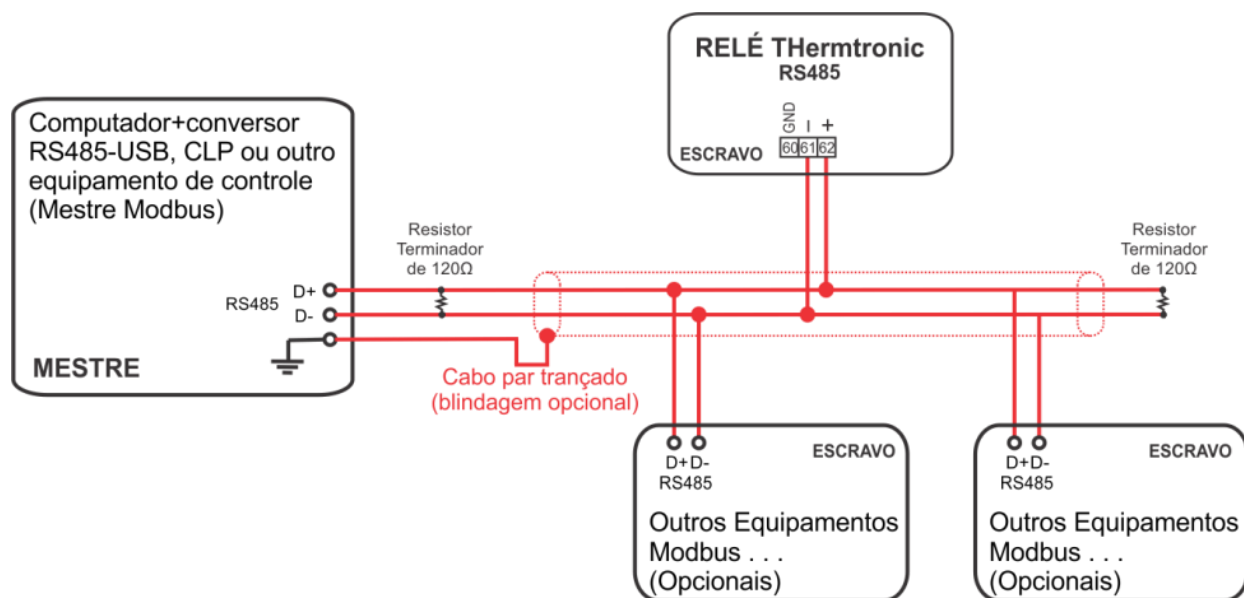 RELÉ THermtronic
RS485
GND
–
+
60 61 62
ESCRAVO
Computador+conversor
RS485-USB, CLP ou outro
equipamento de controle
(Mestre Modbus)
RS485
D+
D-
MESTRE
Resistor
Terminador
de 120Ω
Resistor
Terminador
de 120Ω
Cabo par trançado
(blindagem opcional)
D+ D-
RS485
ESCRAVO
Outros Equipamentos
Modbus . . .
(Opcionais)
D+ D-
RS485
ESCRAVO
Outros Equipamentos
Modbus . . .
(Opcionais)